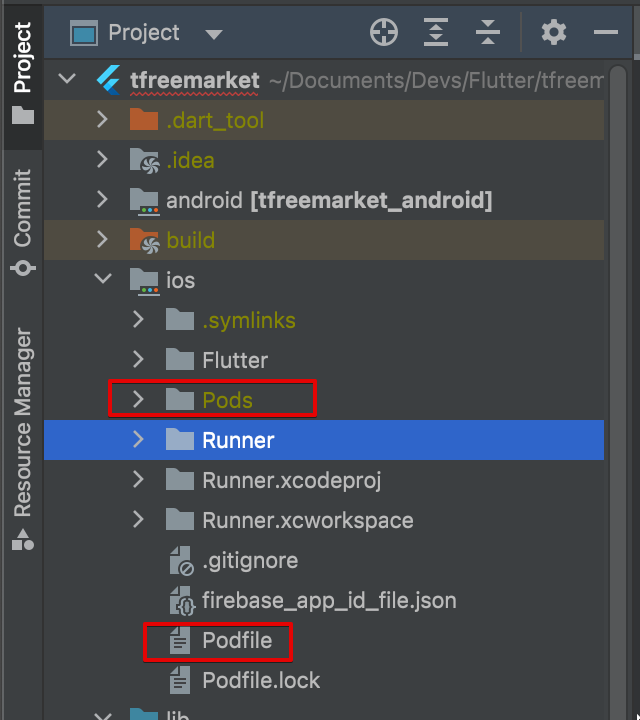 Project
Commit
Resource Manager
Project
tfreemarket ~/Documents/Devs/Flutter/tfreem
.dart_tool
.idea
android [tfreemarket_android]
build
ios
.symlinks
Flutter
Pods
Runner
Runner.xcodeproj
Runner.xcworkspace
.gitignore
firebase_app_id_file.json
Podfile
Podfile.lock
lib